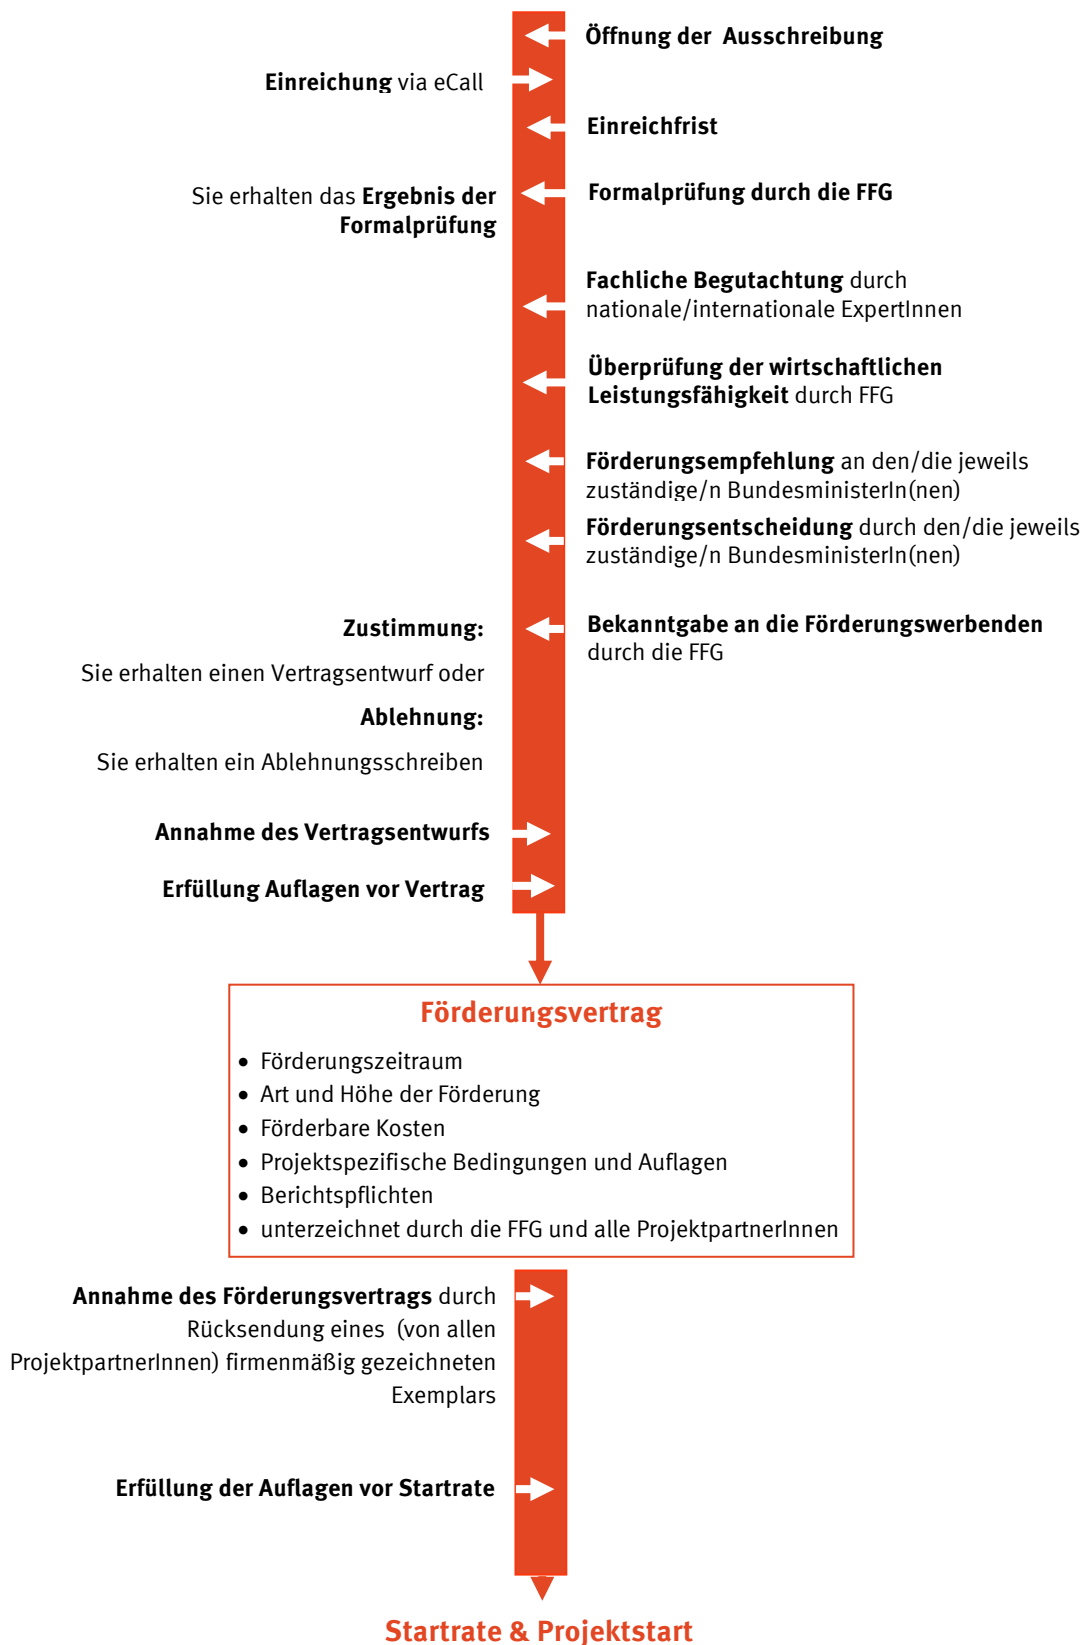 Öffnung der Ausschreibung
Einreichung via eCall
Einreichfrist
Sie erhalten das Ergebnis der
Formalprüfung
Formalprüfung durch die FFG
Fachliche Begutachtung durch
nationale/internationale ExpertInnen
Überprüfung der wirtschaftlichen
Leistungsfähigkeit durch FFG
Förderungsempfehlung an den/die jeweils
zuständige/n BundesministerIn(nen)
Förderungsentscheidung durch den/die jeweils
zuständige/n BundesministerIn(nen)
Bekanntgabe an die Förderungswerbenden
durch die FFG
Zustimmung:
Sie erhalten einen Vertragsentwurf oder
Ablehnung:
Sie erhalten ein Ablehnungsschreiben
Annahme des Vertragsentwurfs
Erfüllung Auflagen vor Vertrag
Förderungsvertrag
• Förderungszeitraum
• Art und Höhe der Förderung
• Förderbare Kosten
• Projektspezifische Bedingungen und Auflagen
• Berichtspflichten
• unterzeichnet durch die FFG und alle ProjektpartnerInnen
Annahme des Förderungsvertrags durch
Rücksendung eines (von allen
ProjektpartnerInnen) firmenmäßig gezeichneten
Exemplars
Erfüllung der Auflagen vor Startrate
Startrate & Projektstart